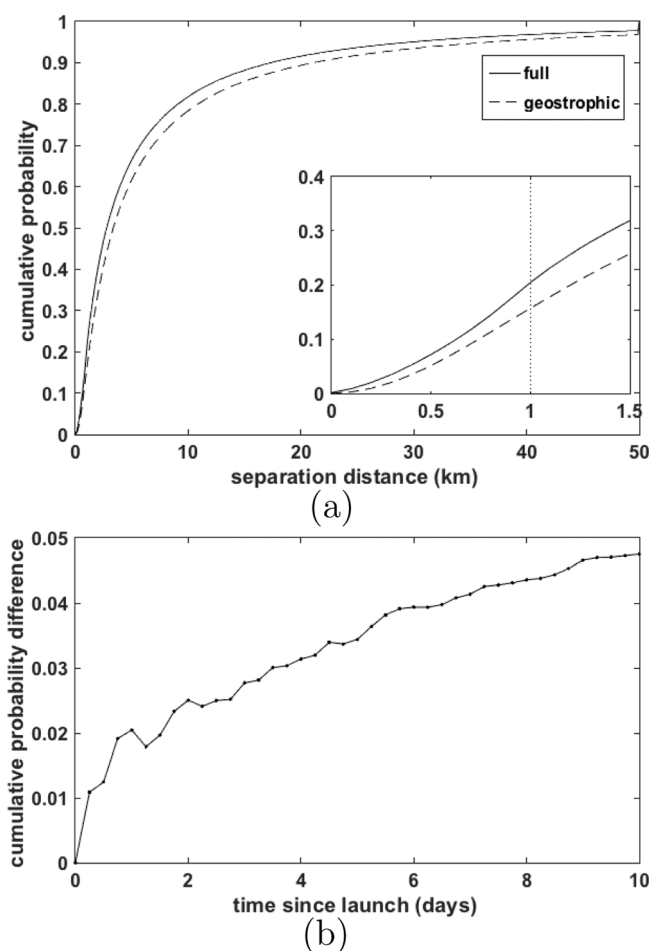 1
0.9
0.8
0.7
0.6
0.5
0.4
0.3
0.2
0.1
0
cumulative probability
full
geostrophic
0.4
0.3
0.2
0.1
0
0 0.5 1 1.5
0 10 20 30 40 50
separation distance (km)
(a)
0.05
0.04
0.03
0.02
0.01
0
cumulative probability difference
0 2 4 6 8 10
time since launch (days)
(b)